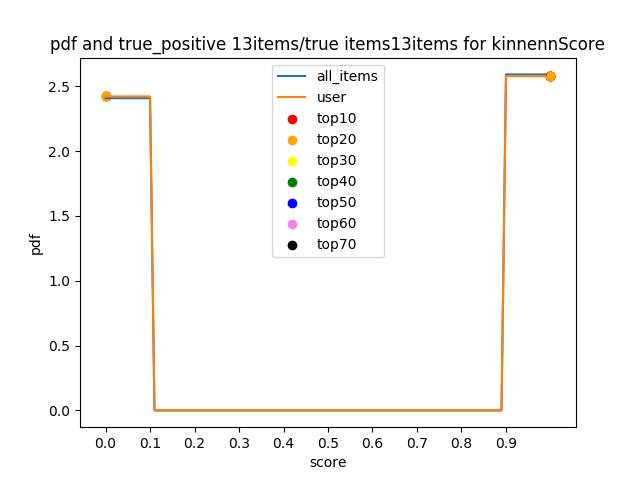 pdf and true_positive 13items/true items13items for kinnennScore
all_items
user
top10
top20
top30
top40
top50
top60
top70
pdf
2.5
2.0
1.5
1.0
0.5
0.0
0.0 0.1 0.2 0.3 0.4 0.5 0.6 0.7 0.8 0.9
score